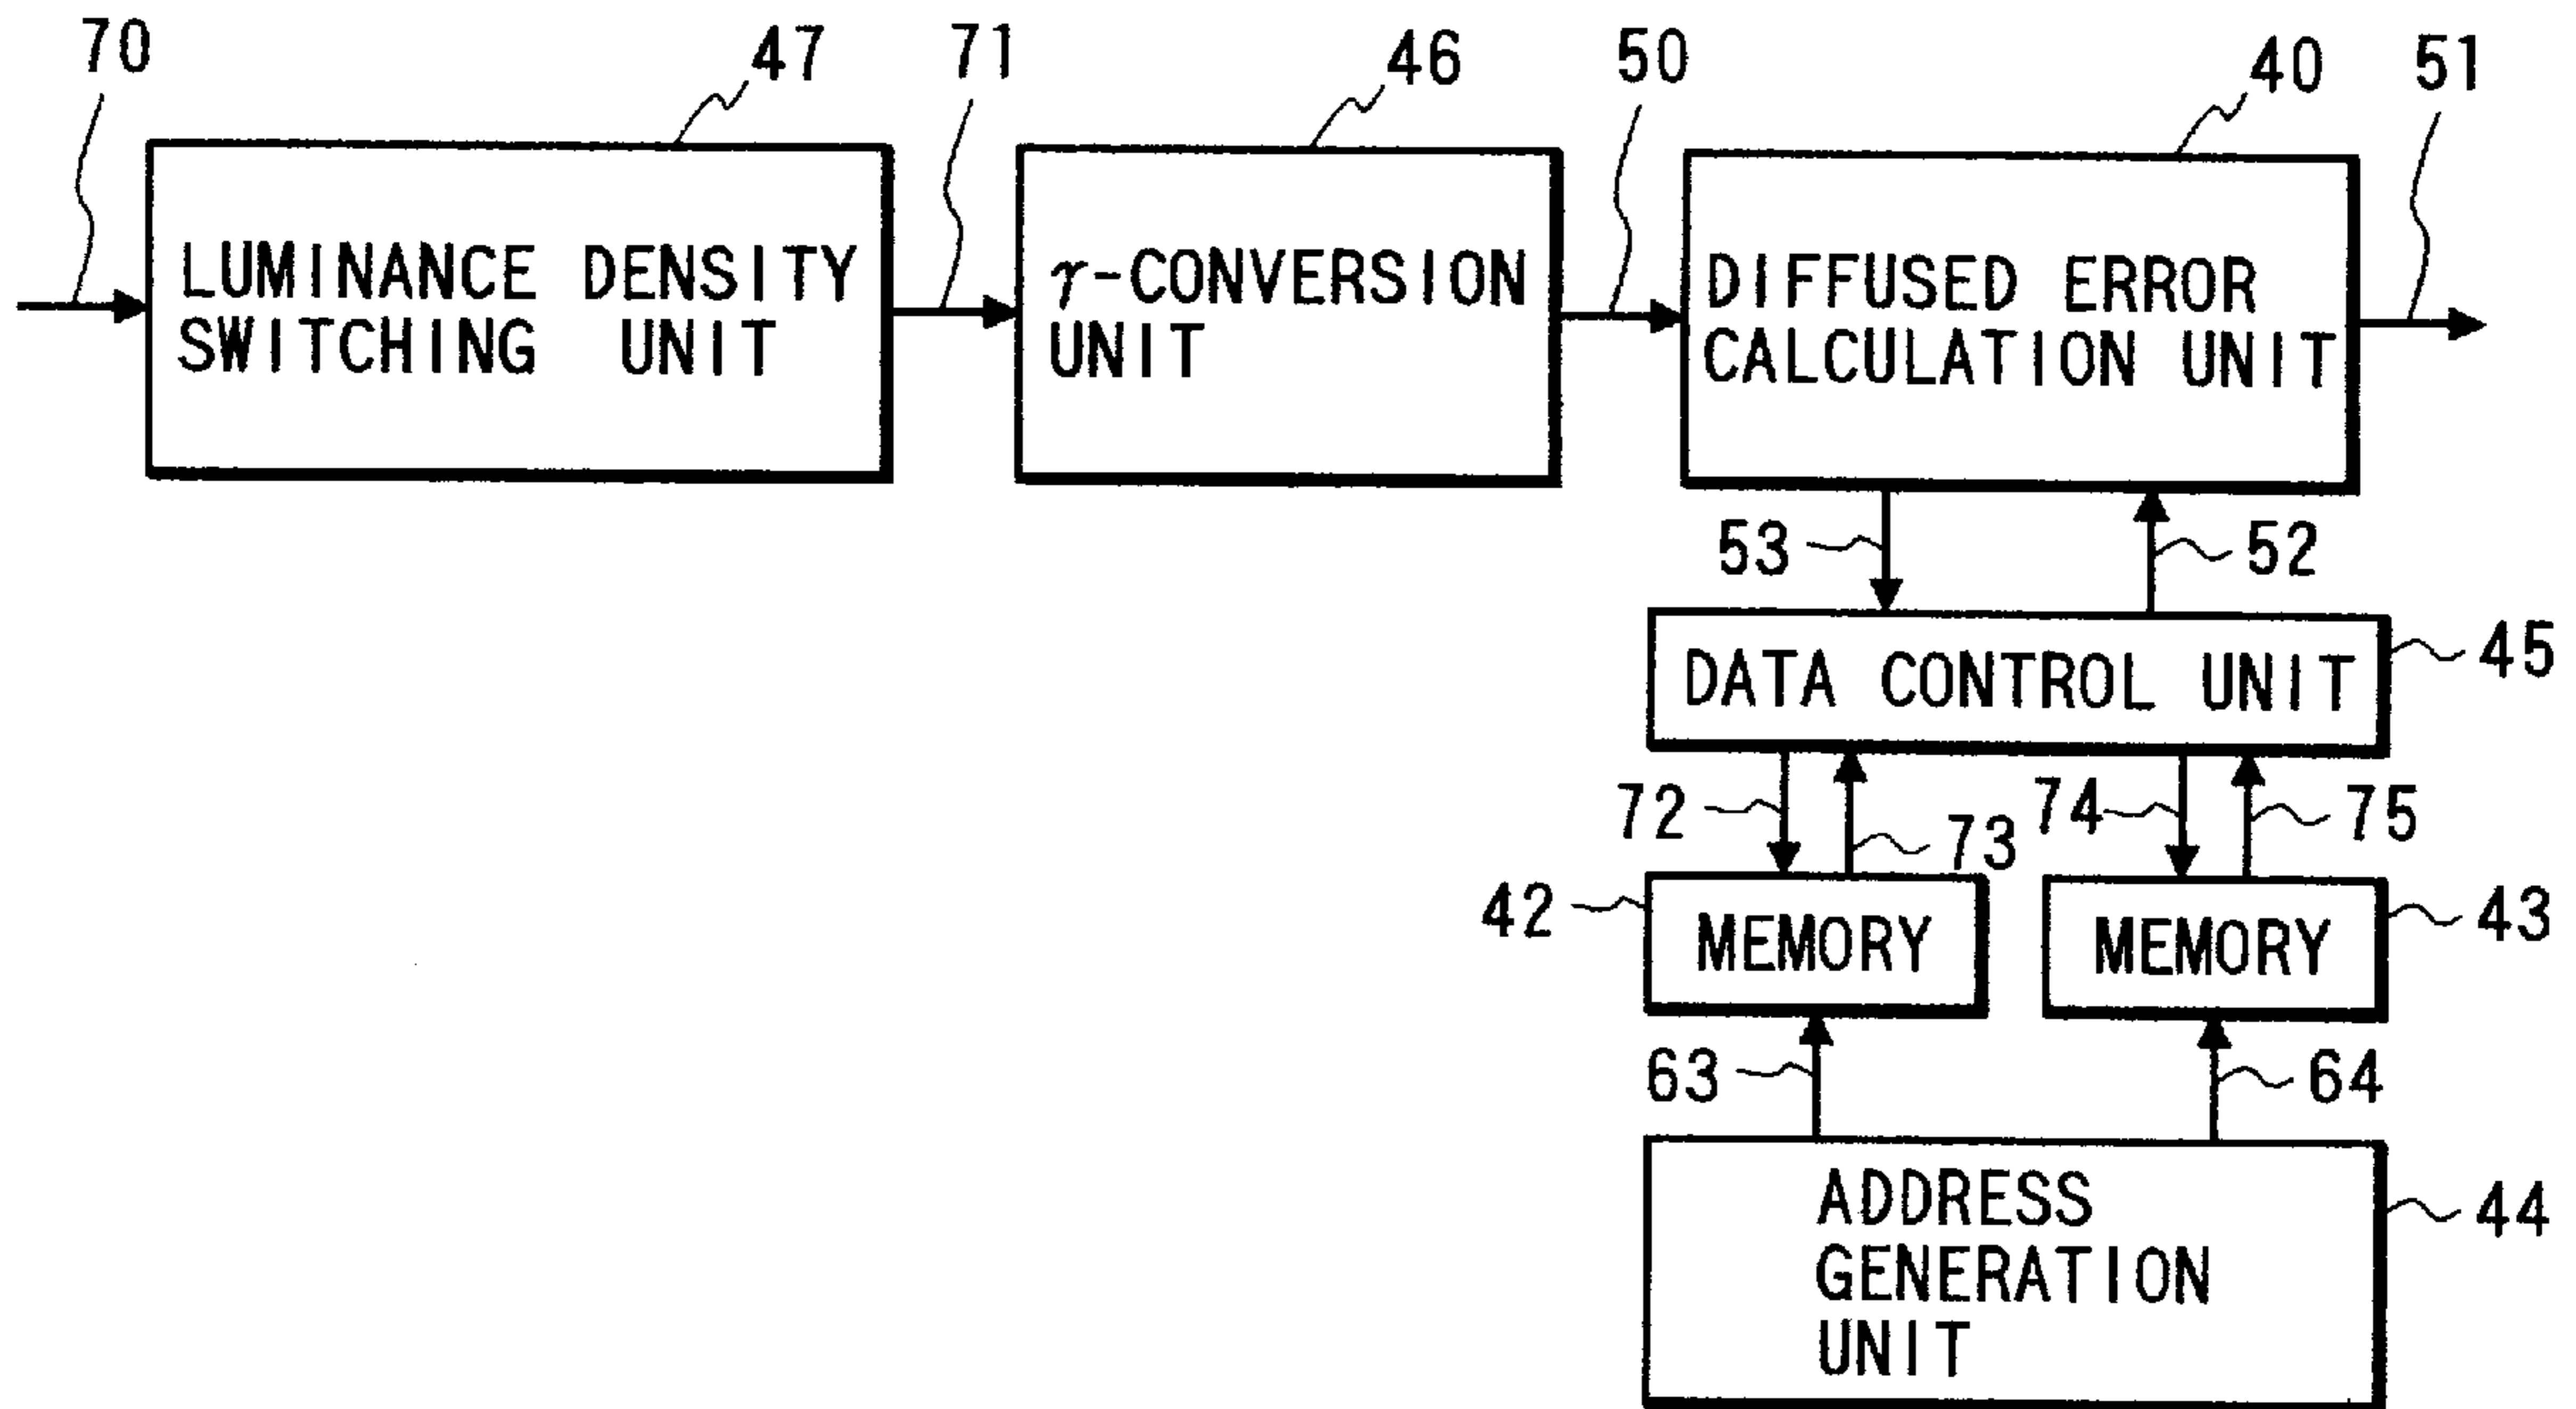 70
47
71
46
50
40
51
LUMINANCE DENSITY
SWITCHING UNIT
γ-CONVERSION
UNIT
DIFFUSED ERROR
CALCULATION UNIT
53
52
DATA CONTROL UNIT
45
72
73
74
75
42
MEMORY
MEMORY
43
63
64
ADDRESS
GENERATION
UNIT
44